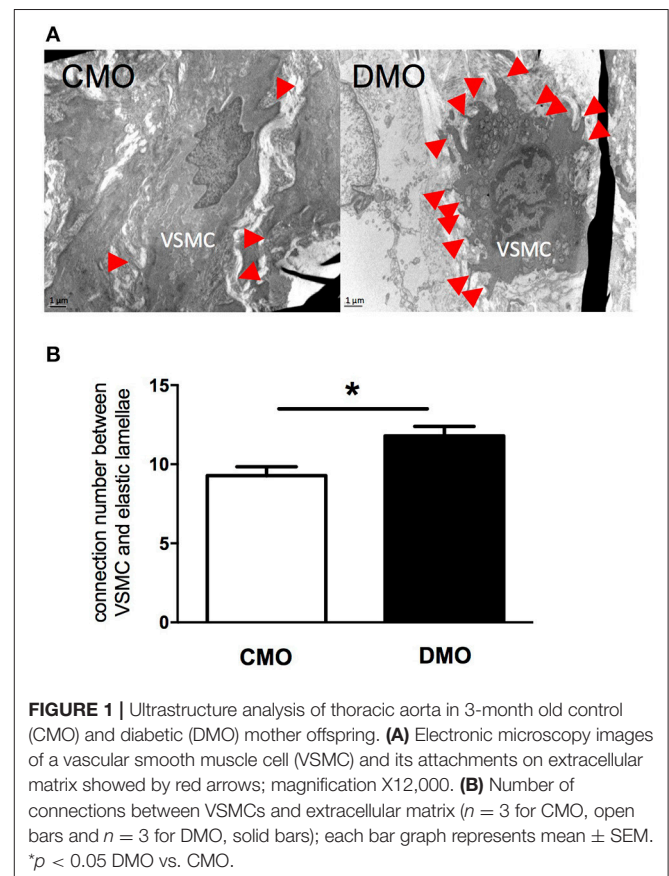 A
CMO
DMO
VSMC
VSMC
1 µm
1 µm
B
connection number between
VSMC and elastic lamellae
15
10
5
0
*
CMO
DMO
FIGURE 1 | Ultrastructure analysis of thoracic aorta in 3-month old control
(CMO) and diabetic (DMO) mother offspring. (A) Electronic microscopy images
of a vascular smooth muscle cell (VSMC) and its attachments on extracellular
matrix showed by red arrows; magnification X12,000. (B) Number of
connections between VSMCs and extracellular matrix (n = 3 for CMO, open
bars and n = 3 for DMO, solid bars); each bar graph represents mean ± SEM.
*p < 0.05 DMO vs. CMO.